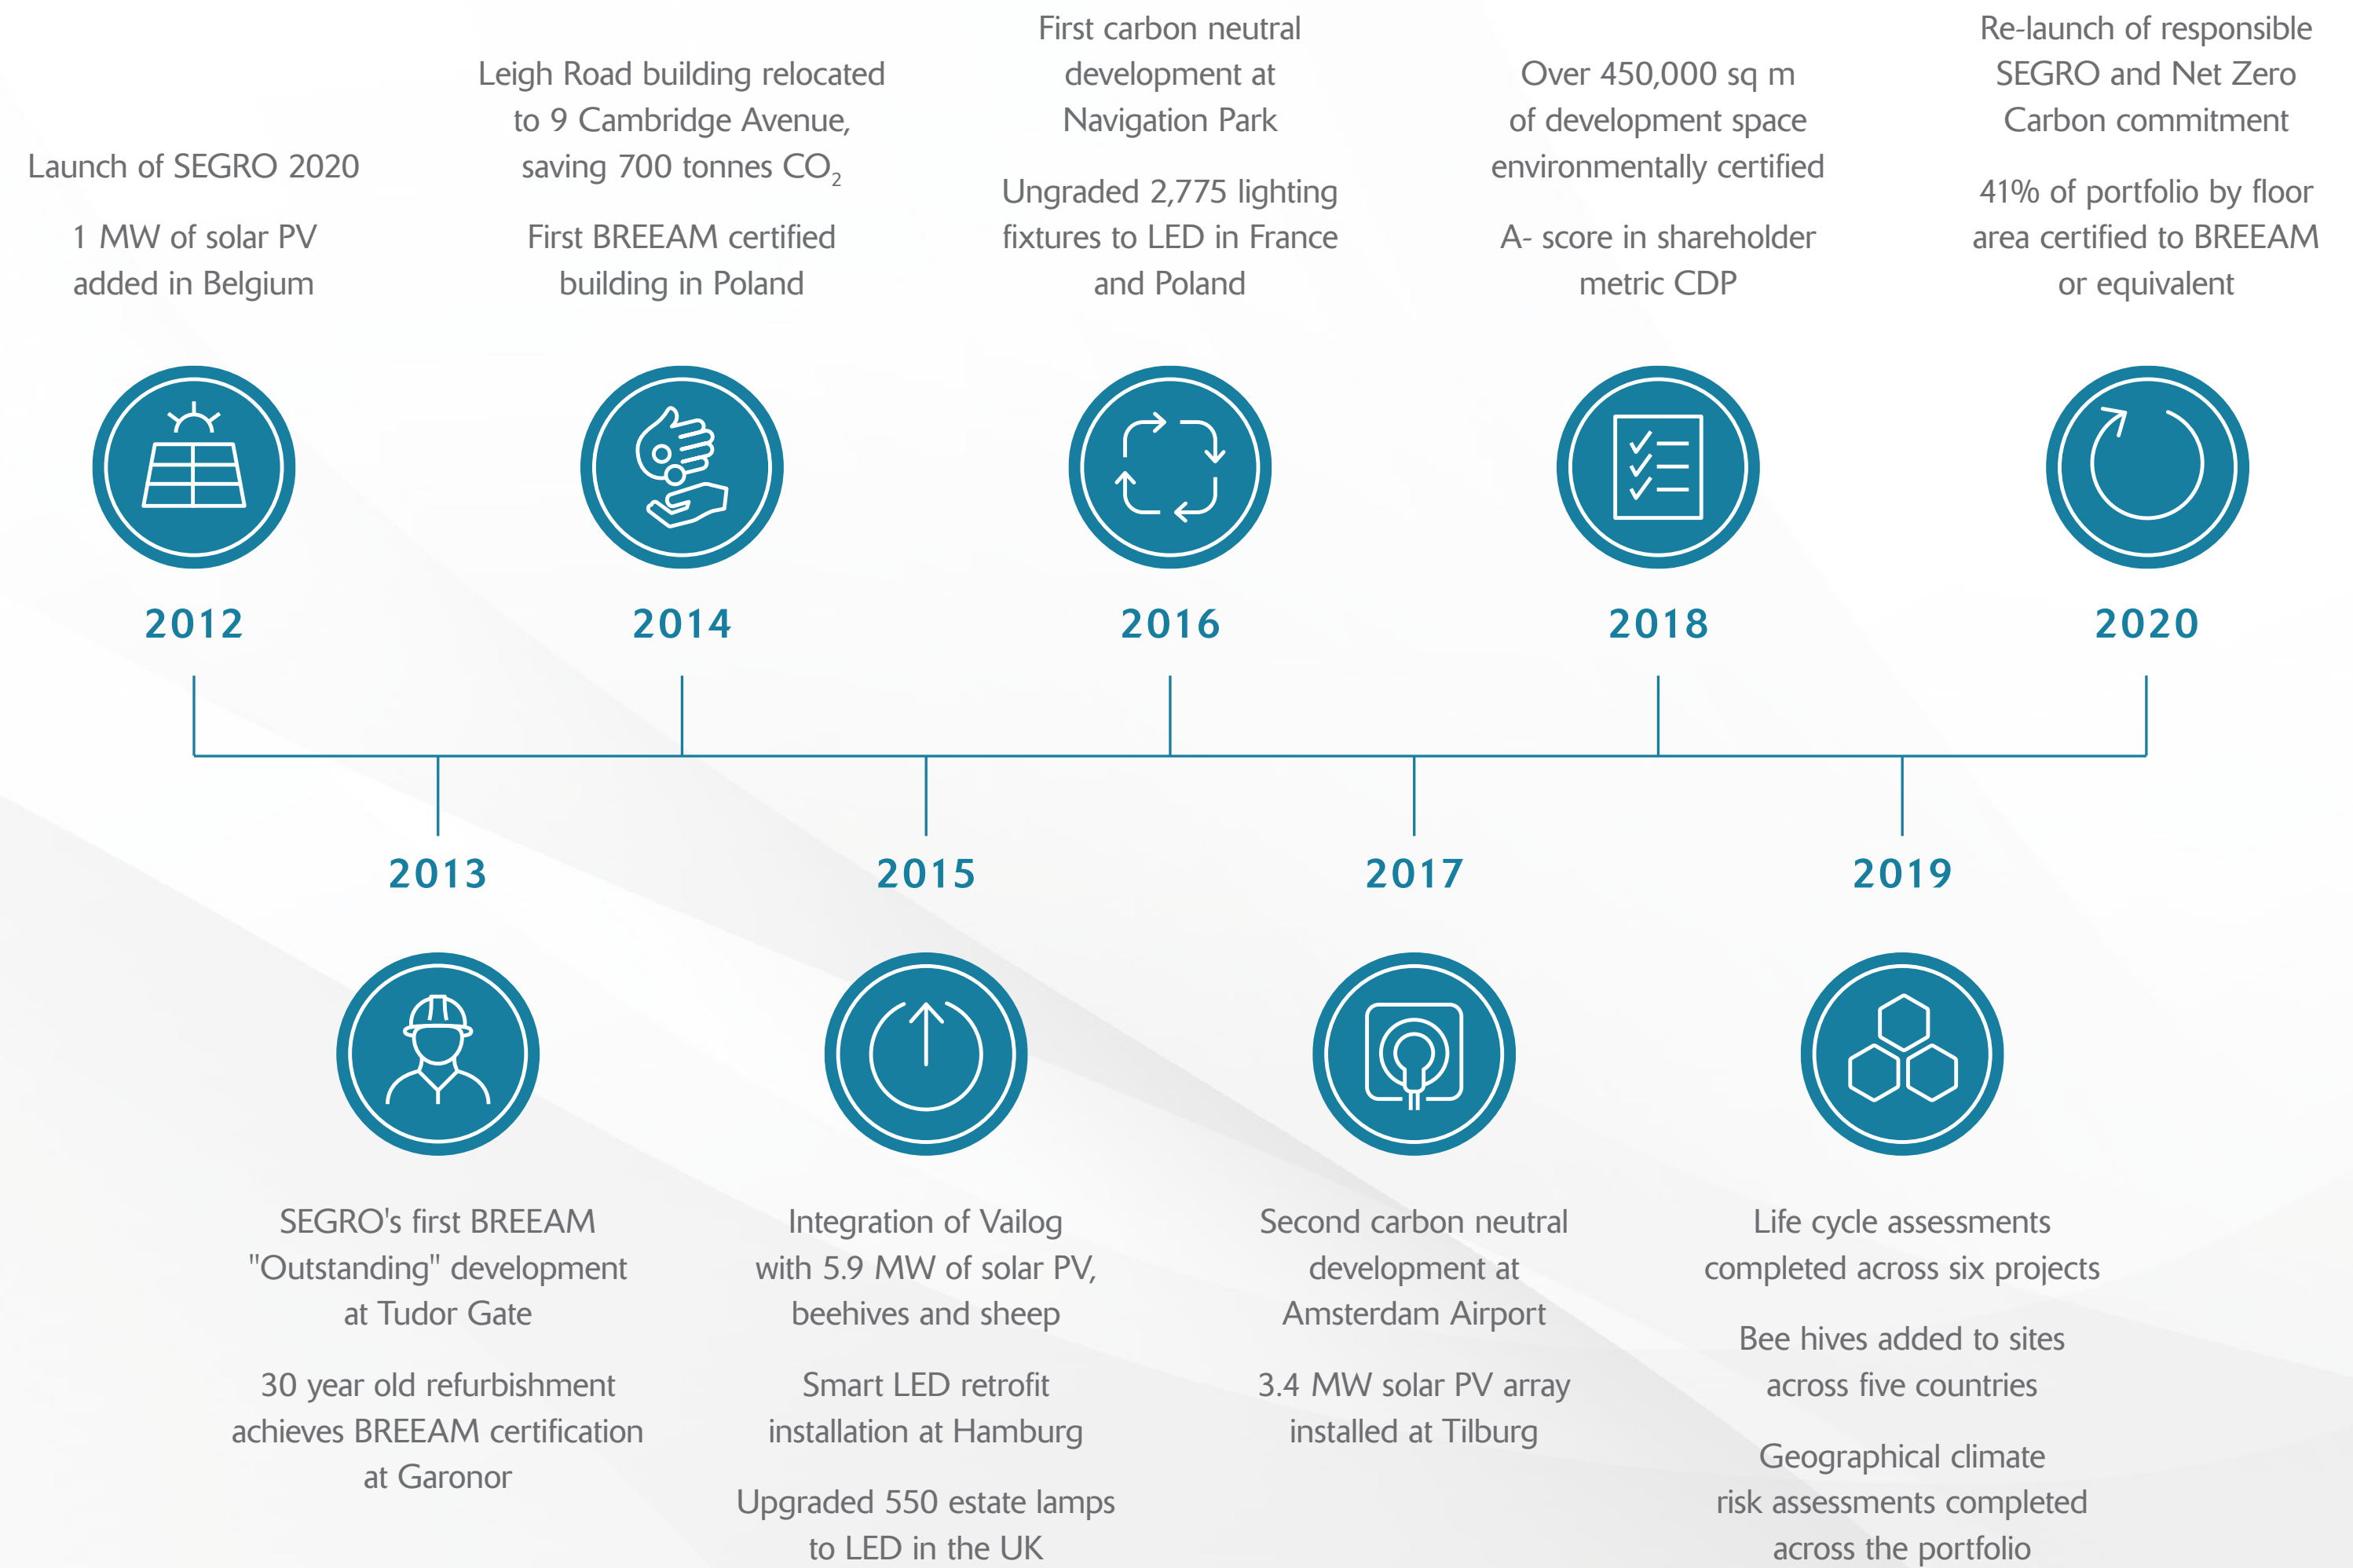 Launch of SEGRO 2020
1 MW of solar PV
added in Belgium
2012
SEGRO's first BREEAM
"Outstanding" development
at Tudor Gate
30 year old refurbishment
achieves BREEAM certification
at Garonor
2013
Leigh Road building relocated
to 9 Cambridge Avenue,
saving 700 tonnes CO₂
First BREEAM certified
building in Poland
2014
2015
Integration of Vailog
with 5.9 MW of solar PV,
beehives and sheep
Smart LED retrofit
installation at Hamburg
Upgraded 550 estate lamps
to LED in the UK
First carbon neutral
development at
Navigation Park
Ungraded 2,775 lighting
fixtures to LED in France
and Poland
2016
2017
Second carbon neutral
development at
Amsterdam Airport
3.4 MW solar PV array
installed at Tilburg
Over 450,000 sq m
of development space
environmentally certified
A- score in shareholder
metric CDP
2018
2019
Life cycle assessments
completed across six projects
Bee hives added to sites
across five countries
Geographical climate
risk assessments completed
across the portfolio
Re-launch of responsible
SEGRO and Net Zero
Carbon commitment
41% of portfolio by floor
area certified to BREEAM
or equivalent
2020